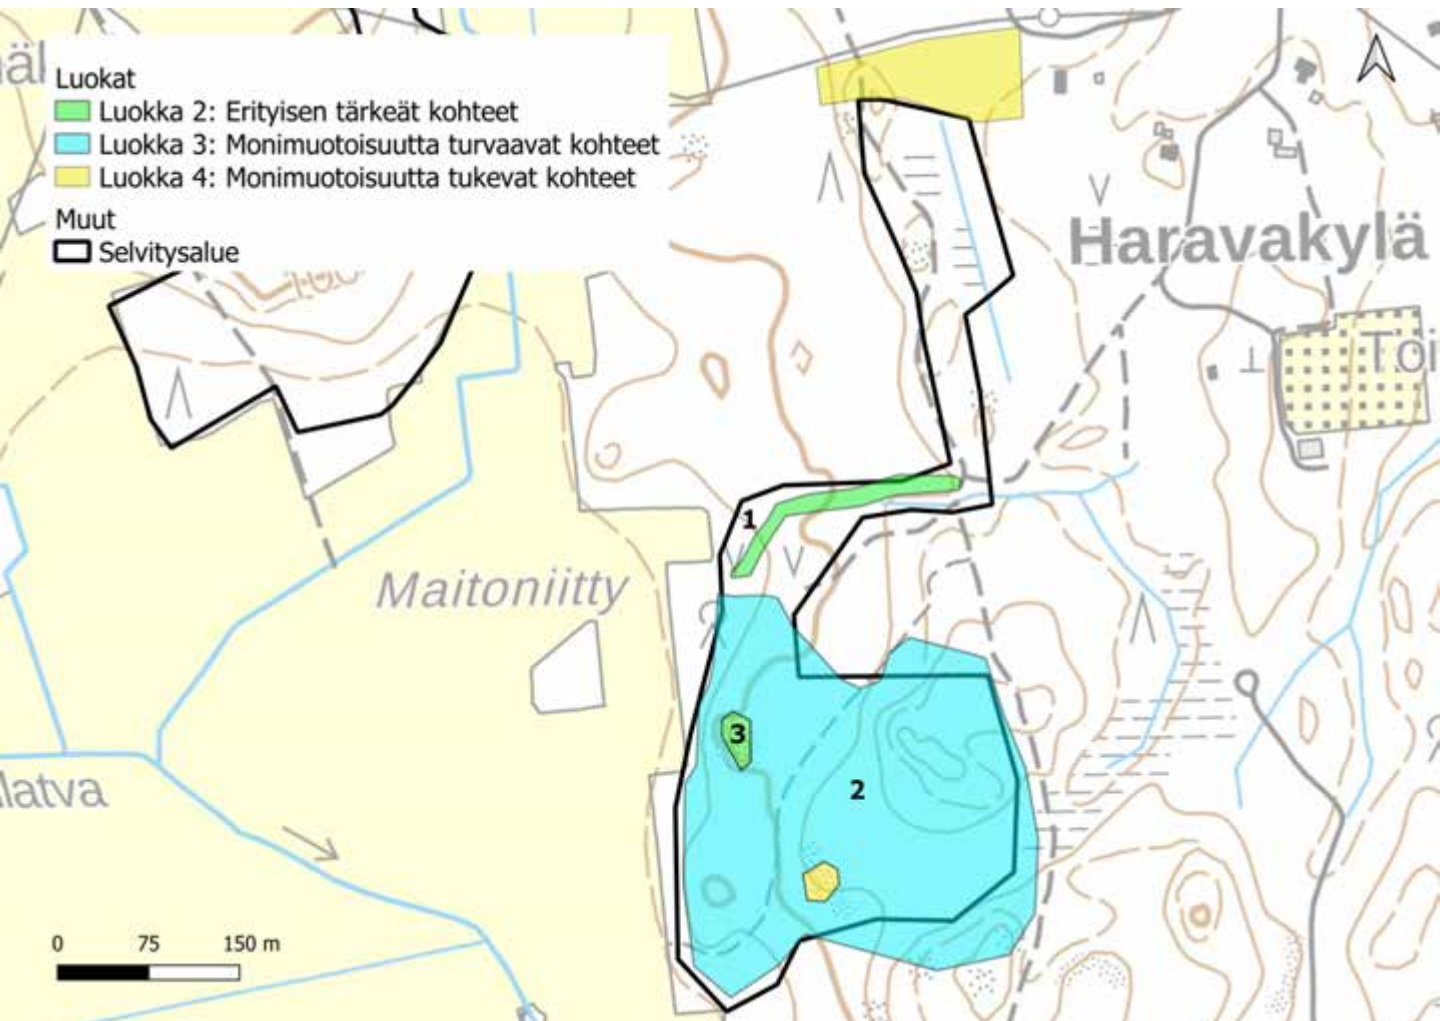 Luokat
Luokka 2: Erityisen tärkeät kohteet
Luokka 3: Monimuotoisuutta turvaavat kohteet
Luokka 4: Monimuotoisuutta tukevat kohteet
Muut
Selvitysalue
Haravakylä
Toi
1
Maitoniitty
3
2
latva
0 75 150 m